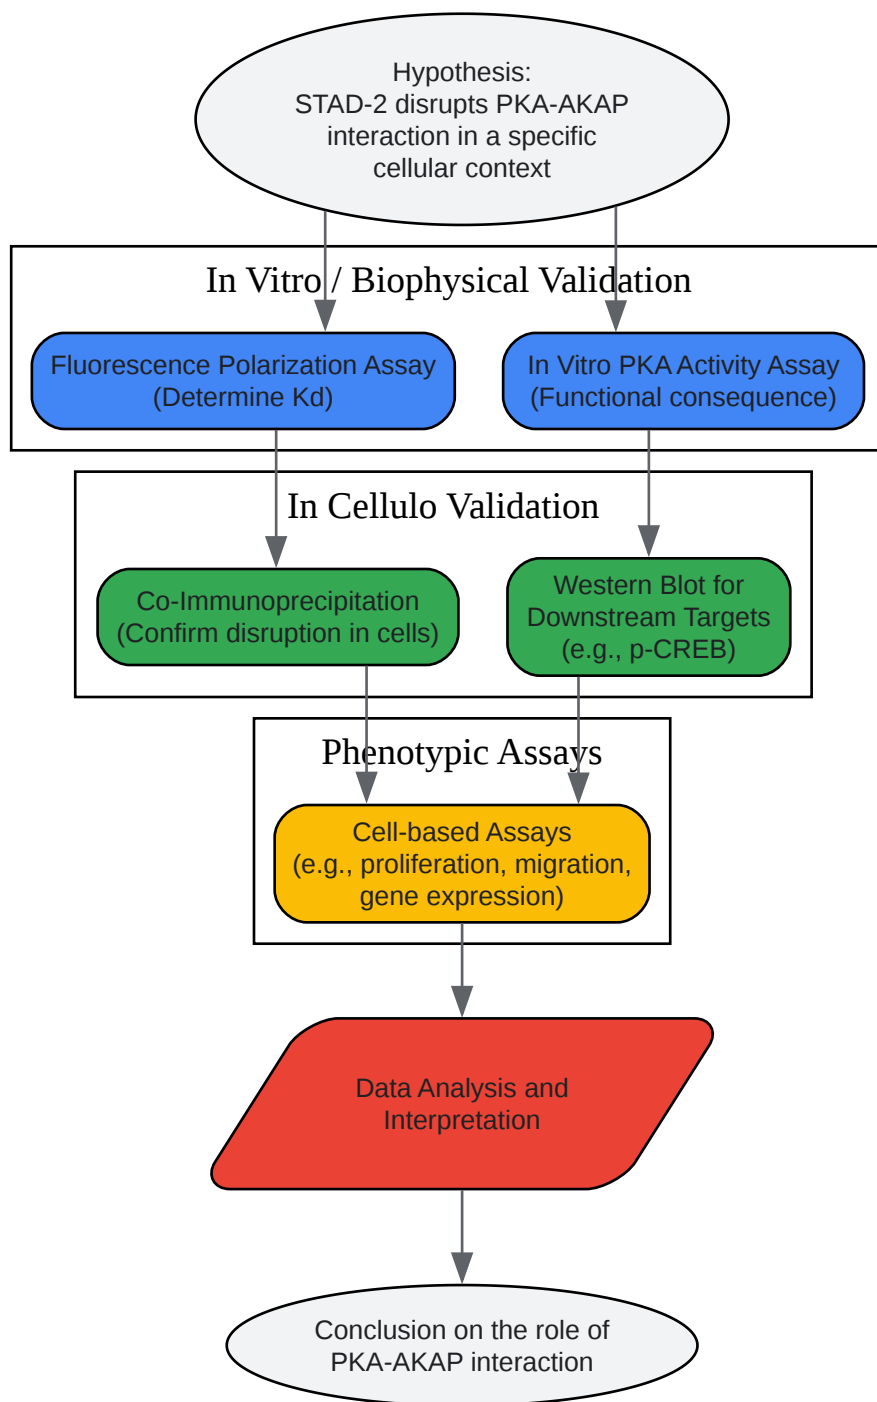 Hypothesis:
STAD-2 disrupts PKA-AKAP
interaction in a specific
cellular context
In Vitro / Biophysical Validation
Fluorescence Polarization Assay
(Determine Kd)
In Vitro PKA Activity Assay
(Functional consequence)
In Cellulo Validation
Co-Immunoprecipitation
(Confirm disruption in cells)
Western Blot for
Downstream Targets
(e.g., p-CREB)
Phenotypic Assays
Cell-based Assays
(e.g., proliferation, migration,
gene expression)
Data Analysis and
Interpretation
Conclusion on the role of
PKA-AKAP interaction